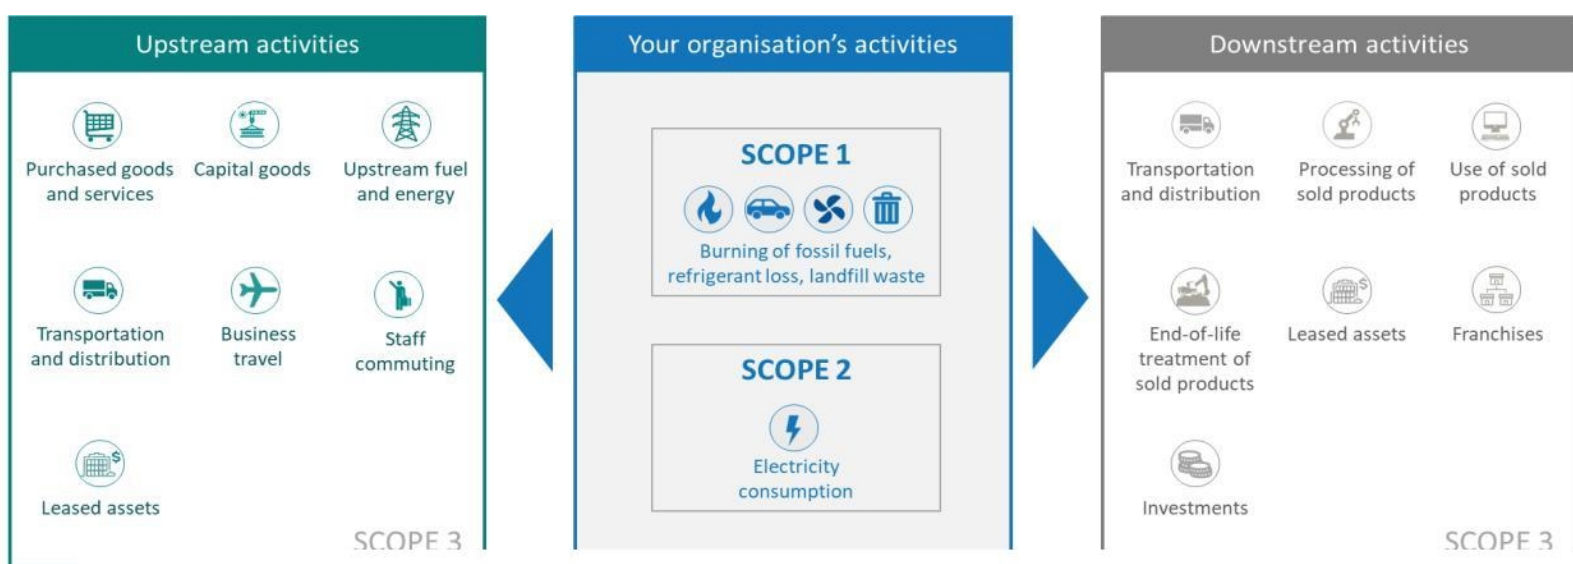 Upstream activities
Purchased goods
and services
Capital goods
Upstream fuel
and energy
Transportation
and distribution
Business
travel
Staff
commuting
$
Leased assets
SCOPE 3
Your organisation's activities
SCOPE 1
Burning of fossil fuels,
refrigerant loss, landfill waste
SCOPE 2
Electricity
consumption
Downstream activities
Transportation
and distribution
Processing of
sold products
Use of sold
products
End-of-life
treatment of
sold products
$
Leased assets
Franchises
Investments
SCOPE 3